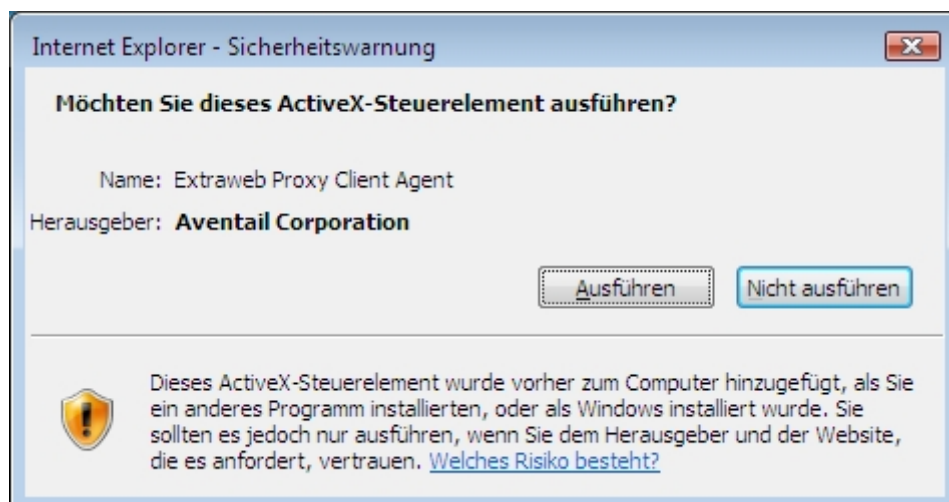 Internet Explorer - Sicherheitswarnung
Möchten Sie dieses ActiveX-Steuerelement ausführen?
Name: Extraweb Proxy Client Agent
Herausgeber: Aventail Corporation
Ausführen Nicht ausführen
Dieses ActiveX-Steuerelement wurde vorher zum Computer hinzugefügt, als Sie
ein anderes Programm installierten, oder als Windows installiert wurde. Sie
sollten es jedoch nur ausführen, wenn Sie dem Herausgeber und der Website,
die es anfordert, vertrauen. Welches Risiko besteht?